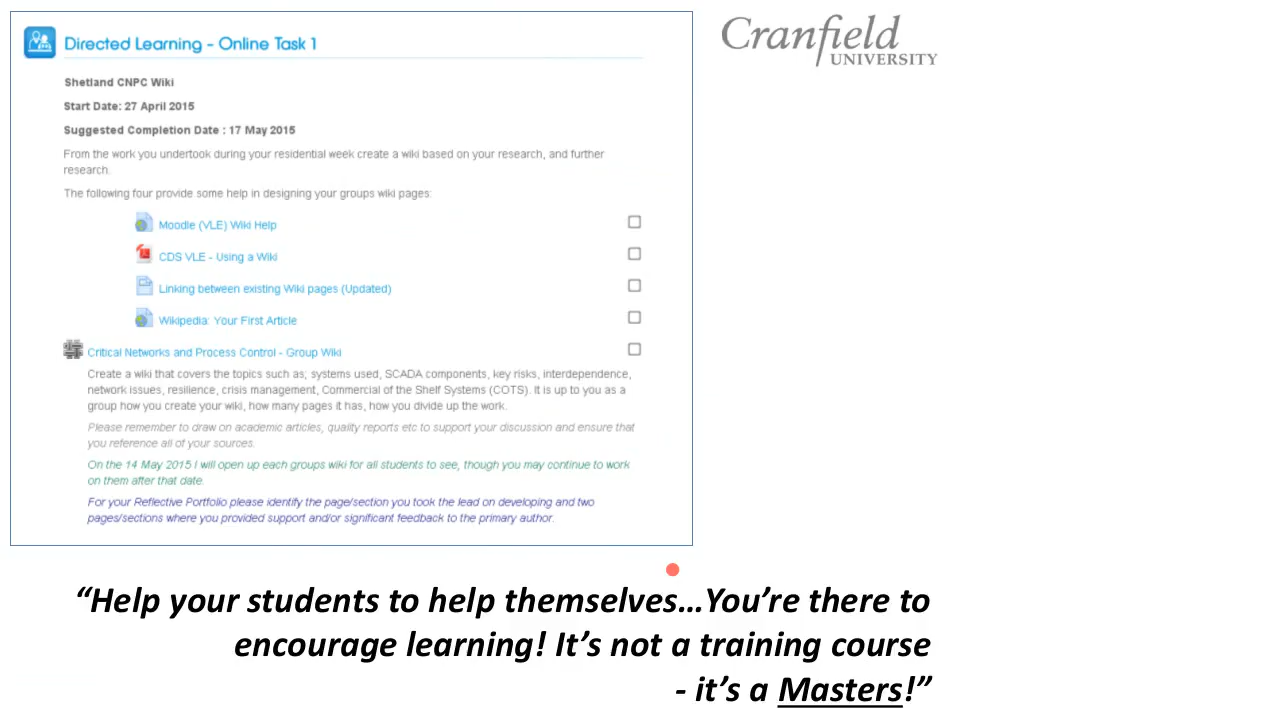 Directed Learning - Online Task 1
Cranfield
UNIVERSITY
Shetland CNPC Wiki
Start Date: 27 April 2015
Suggested Completion Date : 17 May 2015
From the work you undertook during your residential week create a wiki based on your research, and further
research.
The following four provide some help in designing your groups wiki pages:
Moodle (VLE) Wiki Help
CDS VLE - Using a Wiki
Linking between existing Wiki pages (Updated)
Wikipedia: Your First Article
Critical Networks and Process Control - Group Wiki
Create a wiki that covers the topics such as; systems used, SCADA components, key risks, interdependence,
network issues, resilience, crisis management, Commercial of the Shelf Systems (COTS). It is up to you as a
group how you create your wiki, how many pages it has, how you divide up the work.
Please remember to draw on academic articles, quality reports etc to support your discussion and ensure that
you reference all of your sources.
On the 14 May 2015 I will open up each groups wiki for all students to see, though you may continue to work
on them after that date.
For your Reflective Portfolio please identify the page/section you took the lead on developing and two
pages/sections where you provided support and/or significant feedback to the primary author.
“Help your students to help themselves…You’re there to
encourage learning! It’s not a training course
- it’s a Masters!”